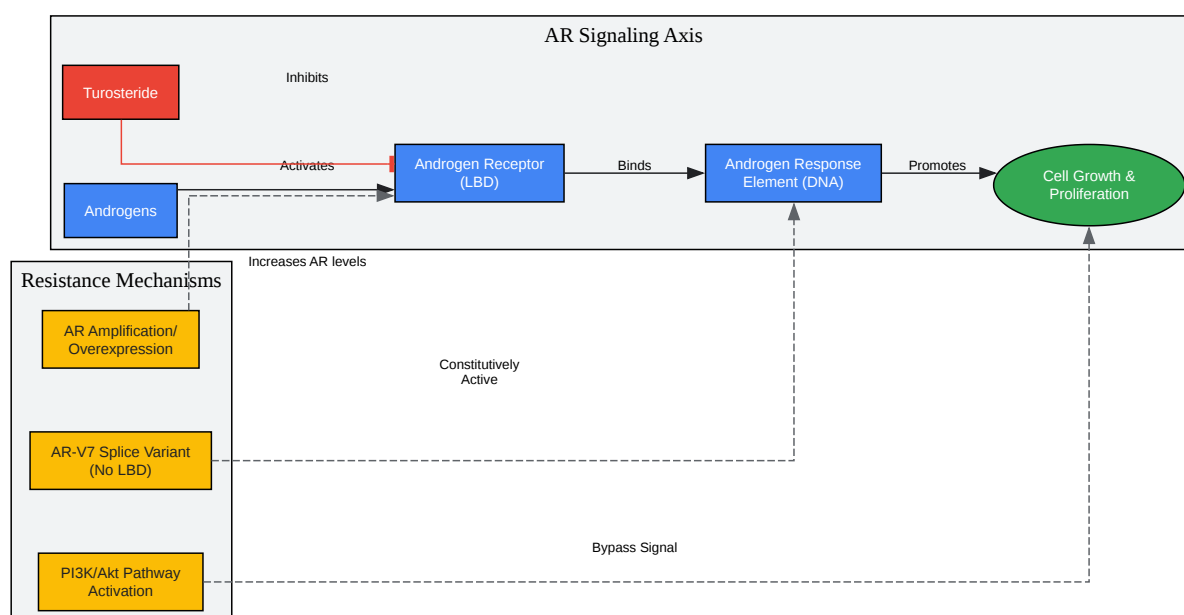 AR Signaling Axis
Turosteride
Inhibits
Activates
Androgens
Androgen Receptor
(LBD)
Binds
Androgen Response
Element (DNA)
Promotes
Cell Growth &
Proliferation
Increases AR levels
Resistance Mechanisms
AR Amplification/
Overexpression
Constitutively
Active
AR-V7 Splice Variant
(No LBD)
Bypass Signal
PI3K/Akt Pathway
Activation